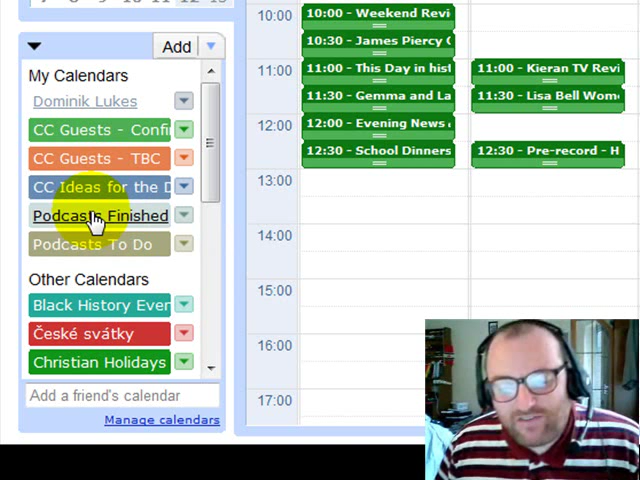 10:00
10:00 – Weekend Revi
10:30 – James Piercy (
Add
My Calendars
11:00
11:00 – This Day in hist
11:00 – Kieran TV Revi
Dominik Lukes
11:30 – Gemma and La
11:30 – Lisa Bell Wom
CC Guests - Confi
12:00
12:00 – Evening News
CC Guests - TBC
12:30 – School Dinners
12:30 – Pre-record - H
CC Ideas for the D
13:00
Podcasts Finished
14:00
Podcasts To Do
Other Calendars
15:00
Black History Ever
České svátky
16:00
Christian Holidays
Add a friend's calendar
17:00
Manage calendars